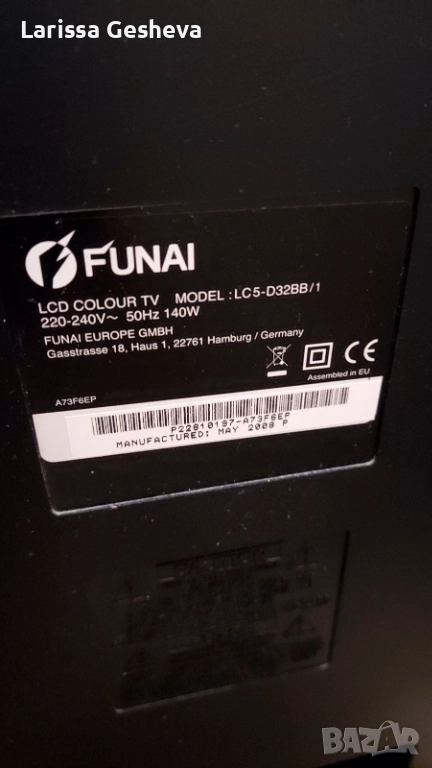 Larissa Gesheva
FUNAI
LCD COLOUR TV MODEL : LC5-D32BB/1
220-240V~ 50Hz 140W
FUNAI EUROPE GMBH
Gasstrasse 18, Haus 1, 22761 Hamburg / Germany
CE
Assembled in EU
A73F6EP
P22810197-A73F6EP
MANUFACTURED: MAY 2008 P
BAZAR